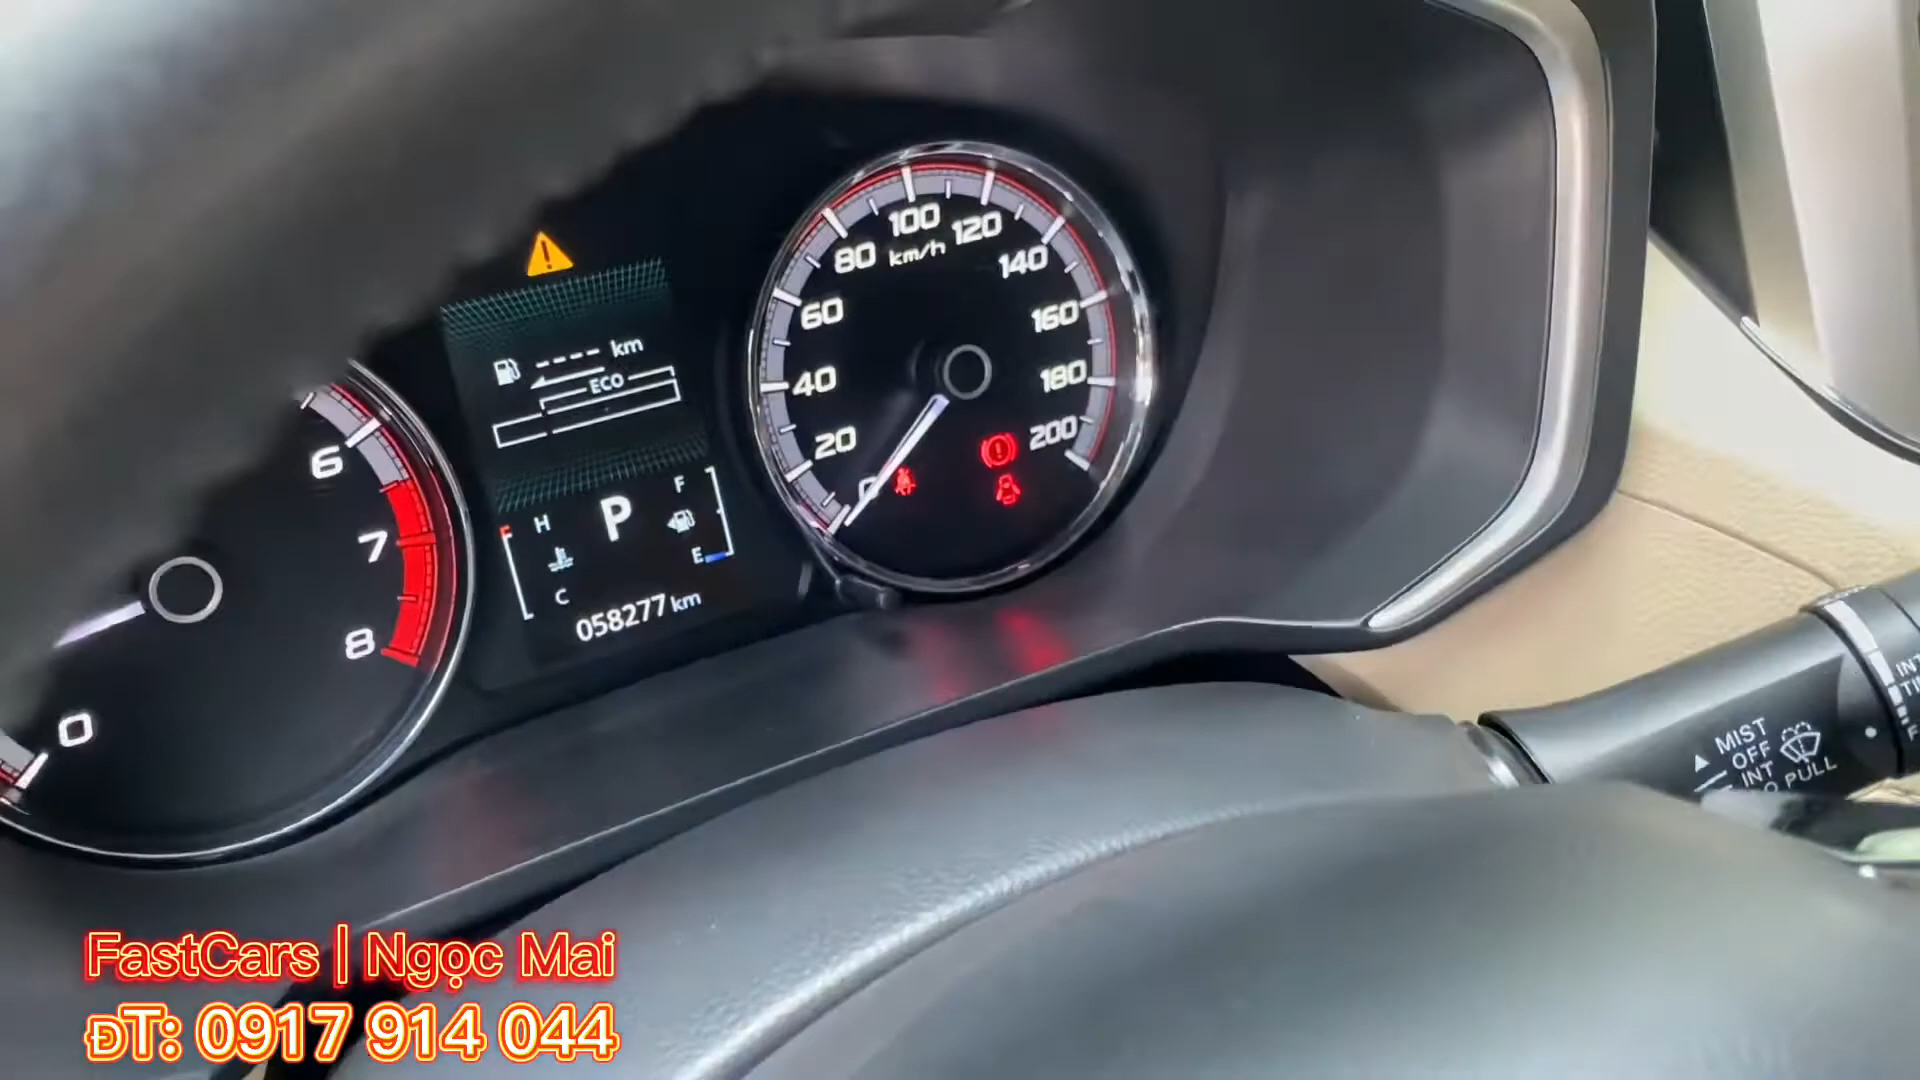 6
7
8
0
km
ECO
P
H
F
C
E
058277 km
20
40
60
80
100
120
140
160
180
200
km/h
MIST
OFF
INT
PULL
FastCars | Ngọc Mai
ĐT: 0917 914 044